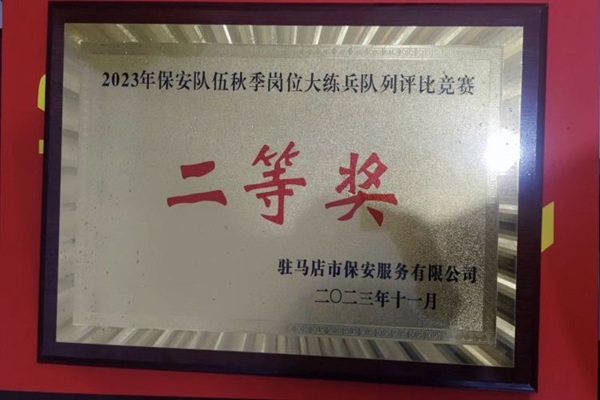 2023年保安队伍秋季岗位大练兵队列评比竞赛
二等奖
驻马店市保安服务有限公司
二〇二三年十一月